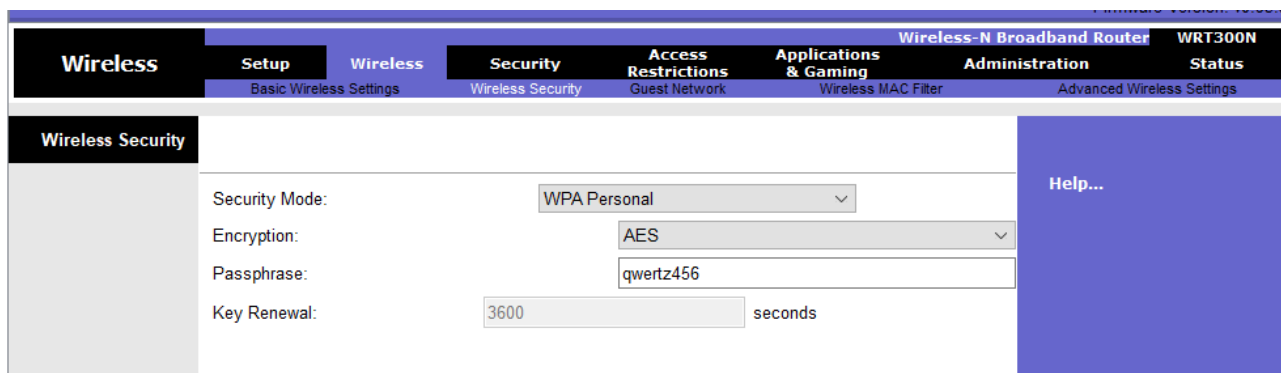 Wireless-N Broadband Router WRT300N
Wireless
Setup Wireless Security Access Restrictions Applications & Gaming Administration Status
Basic Wireless Settings Wireless Security Guest Network Wireless MAC Filter Advanced Wireless Settings
Wireless Security
Help...
Security Mode: WPA Personal
Encryption: AES
Passphrase: qwertz456
Key Renewal: 3600 seconds